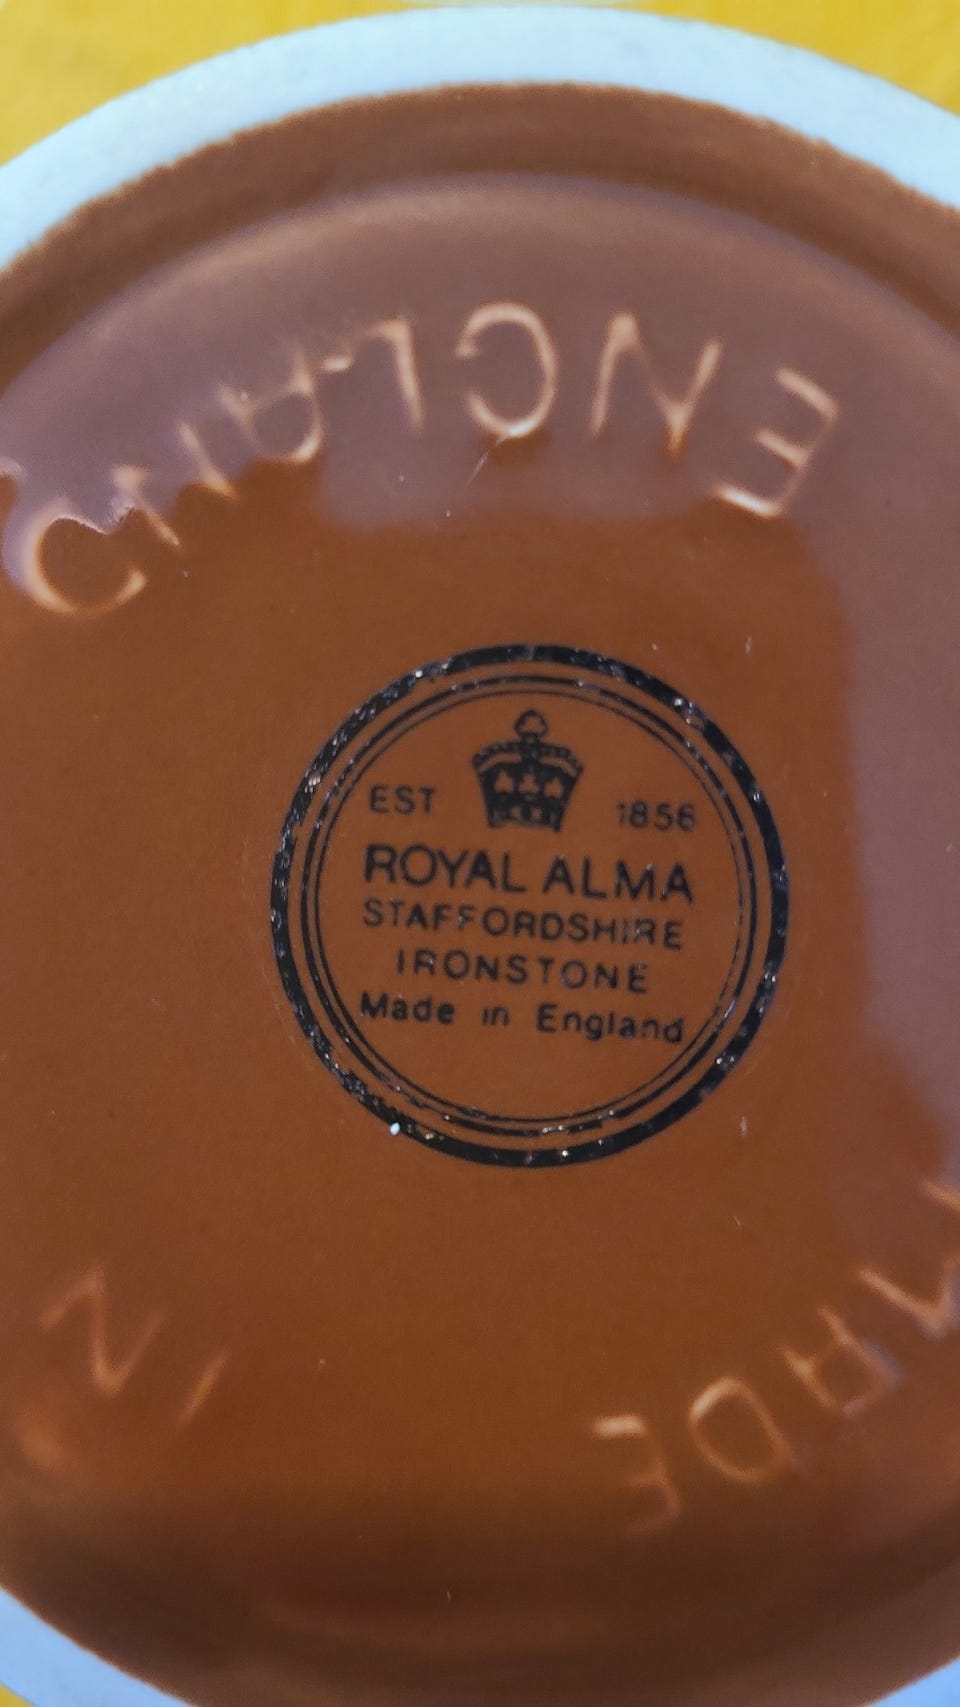 EST 1856
ROYAL ALMA
STAFFORDSHIRE
IRONSTONE
Made in England
MADE
IN
ENGLAND